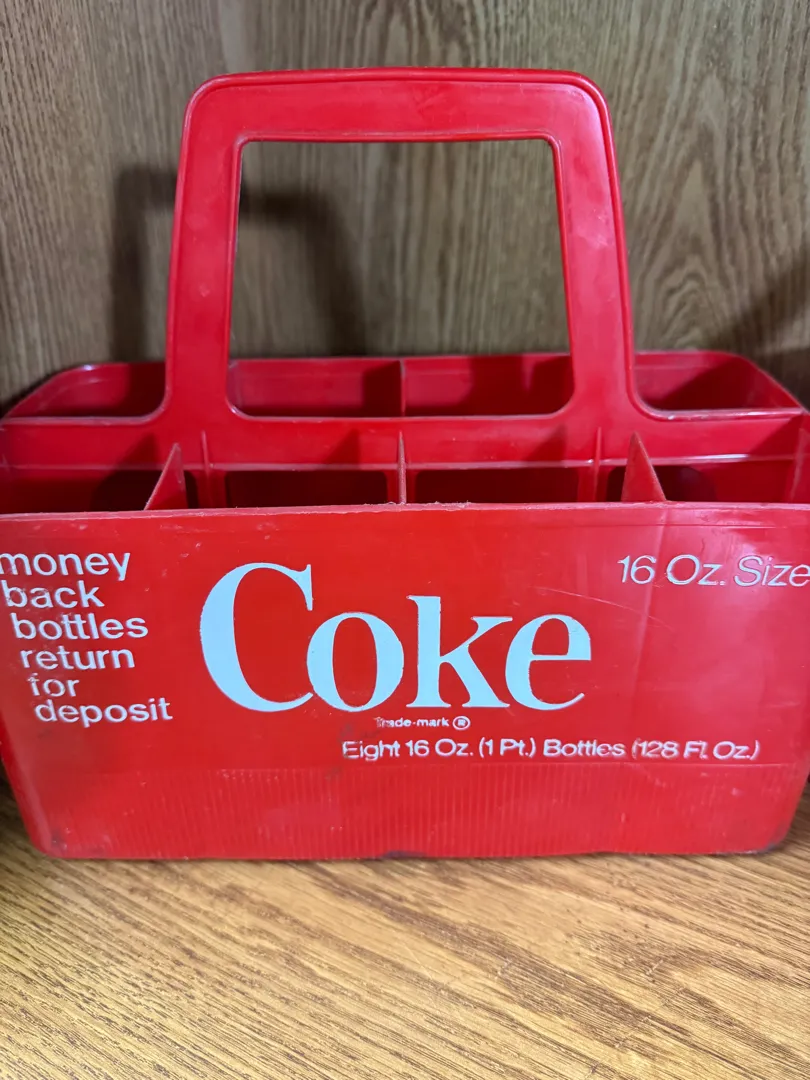 money
back
bottles
return
for
deposit
Coke
Trade-mark ®
16 Oz. Size
Eight 16 Oz. (1 Pt.) Bottles (128 Fl. Oz.)